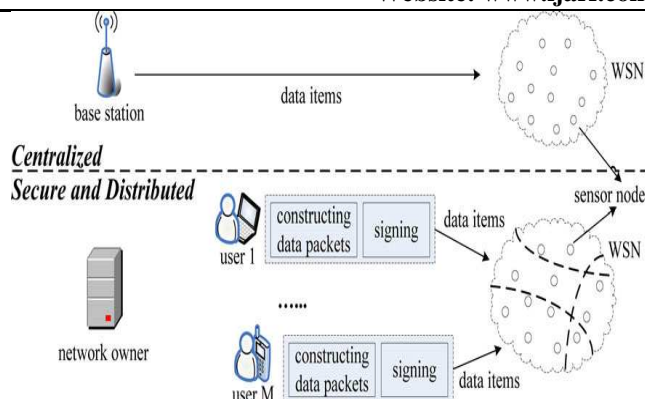 WSN
data items
base station
Centralized
Secure and Distributed
sensor node
constructing
data packets
signing
data items
user 1
WSN
......
network owner
constructing
data packets
signing
data items
user M